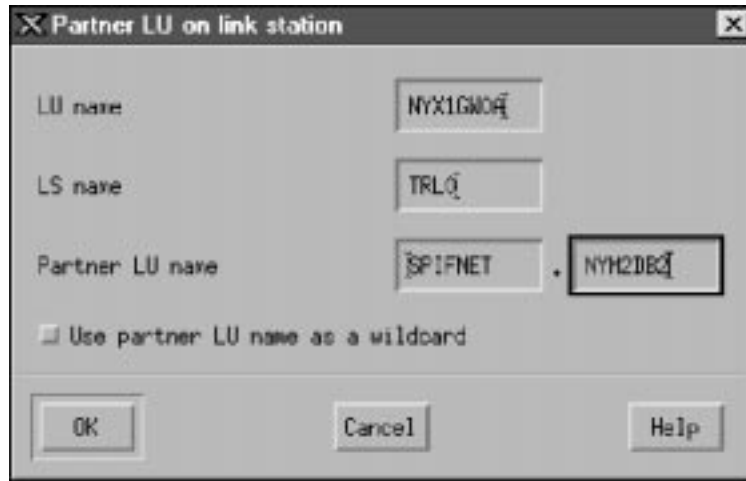 Partner LU on link station
LU name
NYX1GW0A
LS name
TRL0
Partner LU name
SPIFNET . NYM2DB2
Use partner LU name as a wildcard
OK Cancel Help